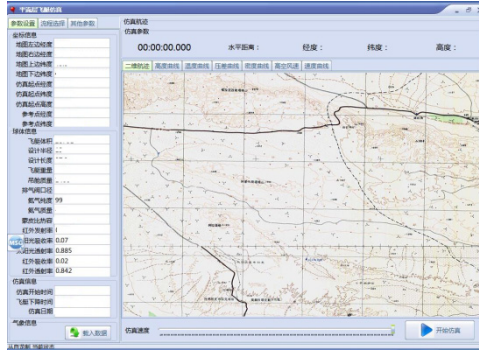 平流层飞艇仿真
参数设置 流程选择 其他参数
坐标信息
地图左边经度
地图右边经度
地图上边纬度
地图下边纬度
仿真起点经度
仿真起点纬度
仿真起点高度
参考点经度
参考点纬度
球体信息
飞艇体积
设计半径
设计长度
飞艇重量
吊舱质量
排气阀口径
氦气纯度 99
氦气质量
蒙皮比热容
红外发射率
太阳光吸收率 0.07
太阳光透射率 0.885
红外吸收率 0.02
红外透射率 0.842
仿真信息
仿真开始时间
飞艇下降时间
仿真日期
气象信息
载入数据
仿真轨迹
仿真参数
00:00:00.000 水平距离： 经度： 纬度： 高度：
二维航迹 高度曲线 温度曲线 压差曲线 密度曲线 高空风速 速度曲线
仿真速度
开始仿真